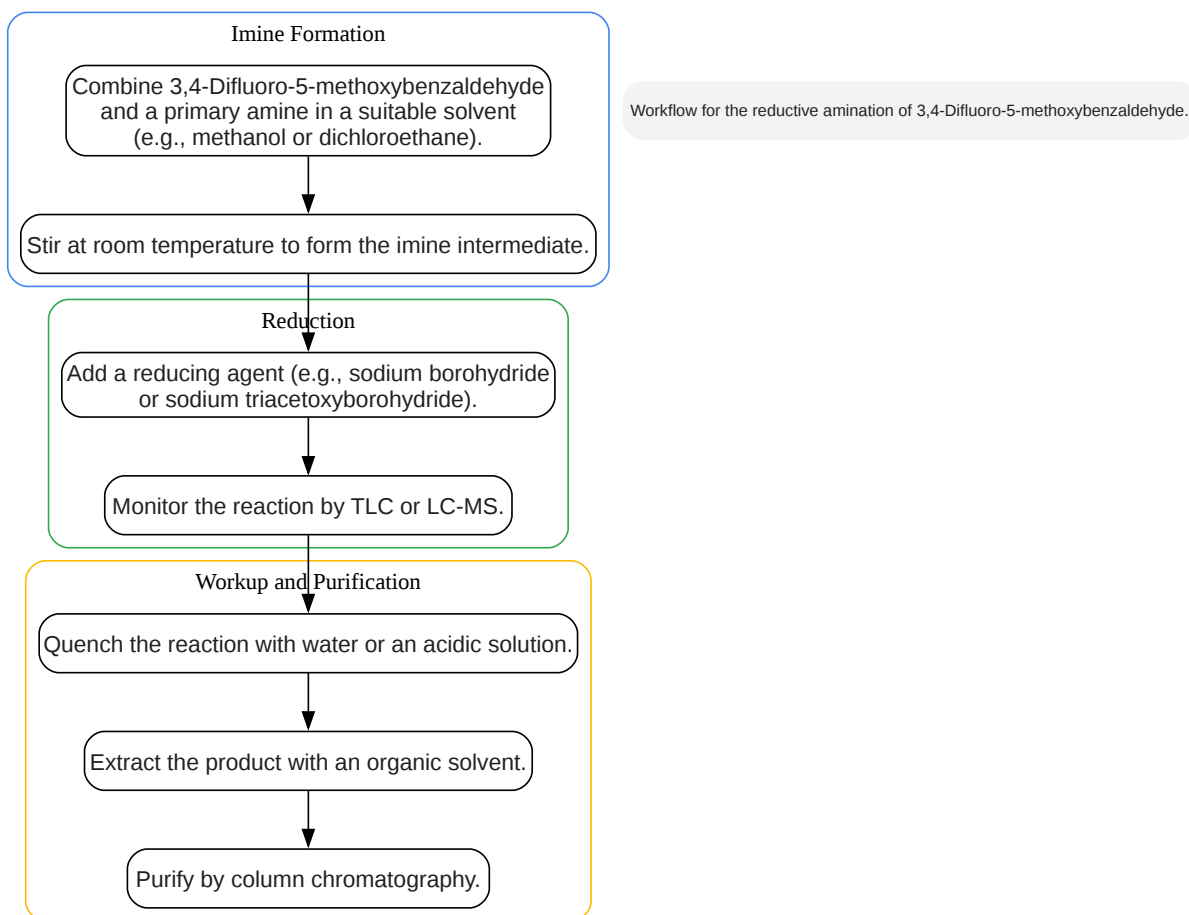 Imine Formation
Combine 3,4-Difluoro-5-methoxybenzaldehyde
and a primary amine in a suitable solvent
(e.g., methanol or dichloroethane).
Workflow for the reductive amination of 3,4-Difluoro-5-methoxybenzaldehyde.
Stir at room temperature to form the imine intermediate.
Reduction
Add a reducing agent (e.g., sodium borohydride
or sodium triacetoxyborohydride).
Monitor the reaction by TLC or LC-MS.
Workup and Purification
Quench the reaction with water or an acidic solution.
Extract the product with an organic solvent.
Purify by column chromatography.